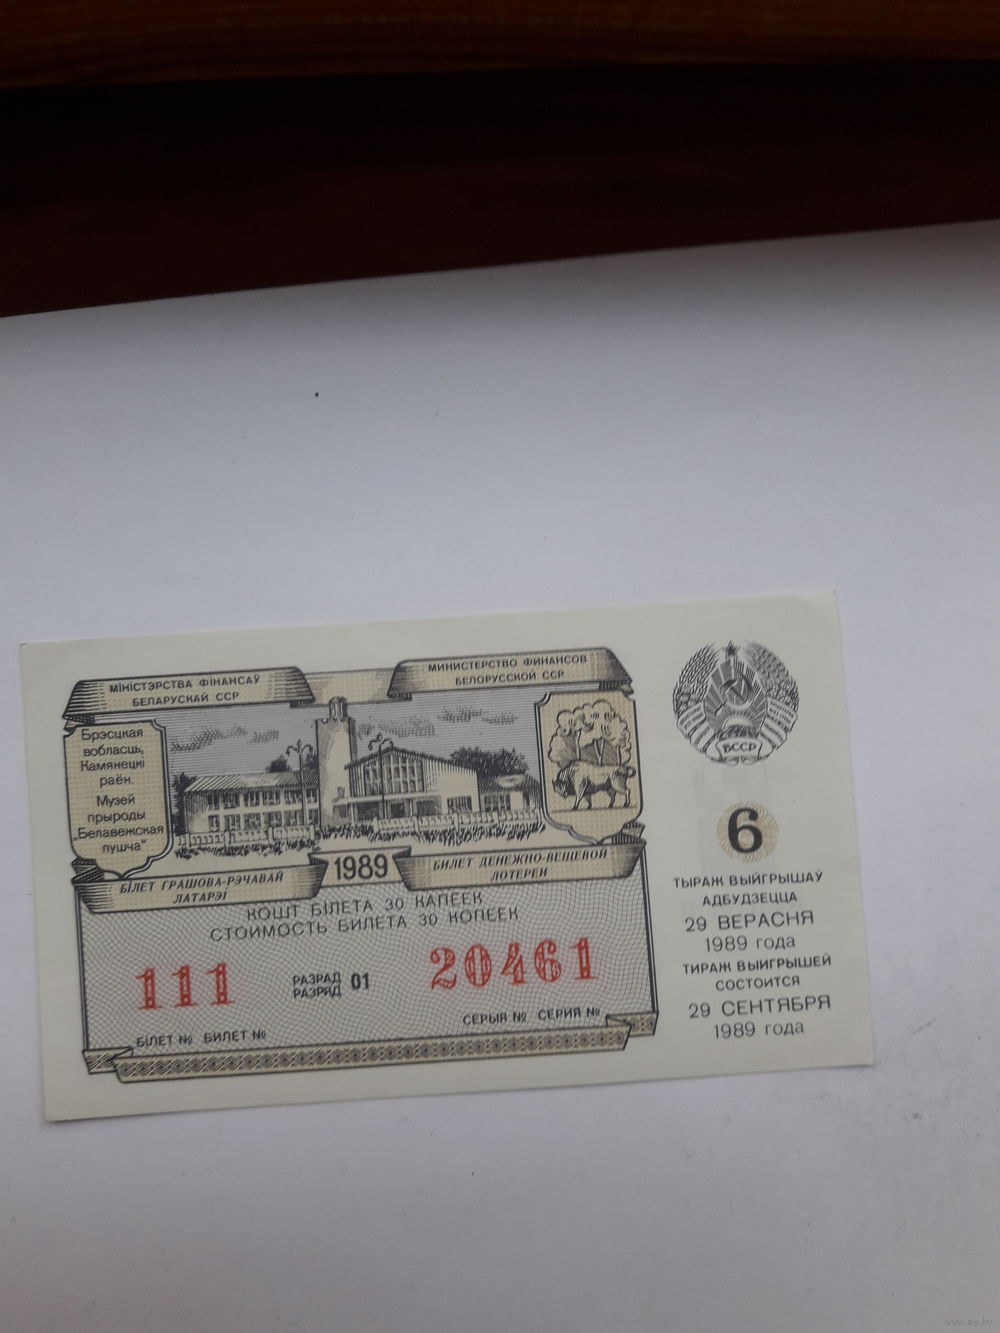 МІНІСТЭРСТВА ФІНАНСАЎ
БЕЛАРУСКАЙ ССР
МИНИСТЕРСТВО ФИНАНСОВ
БЕЛОРУССКОЙ ССР
Брэсцкая
вобласць,
Камянецкі
раён.
Музей
прыроды
„Белавежская
пушча“
БССР
6
1989
БІЛЕТ ГРАШОВА-РЭЧАВАЙ
ЛАТАРЭІ
БИЛЕТ ДЕНЕЖНО-ВЕЩЕВОЙ
ЛОТЕРЕИ
КОШТ БІЛЕТА 30 КАПЕЕК
СТОИМОСТЬ БИЛЕТА 30 КОПЕЕК
111
РАЗРАД 01
РАЗРЯД
20461
БІЛЕТ № БИЛЕТ №
СЕРЫЯ № СЕРИЯ №
ТЫРАЖ ВЫЙГРЫШАЎ
АДБУДЗЕЦЦА
29 ВЕРАСНЯ
1989 года
ТИРАЖ ВЫИГРЫШЕЙ
СОСТОИТСЯ
29 СЕНТЯБРЯ
1989 года
www.ay.by